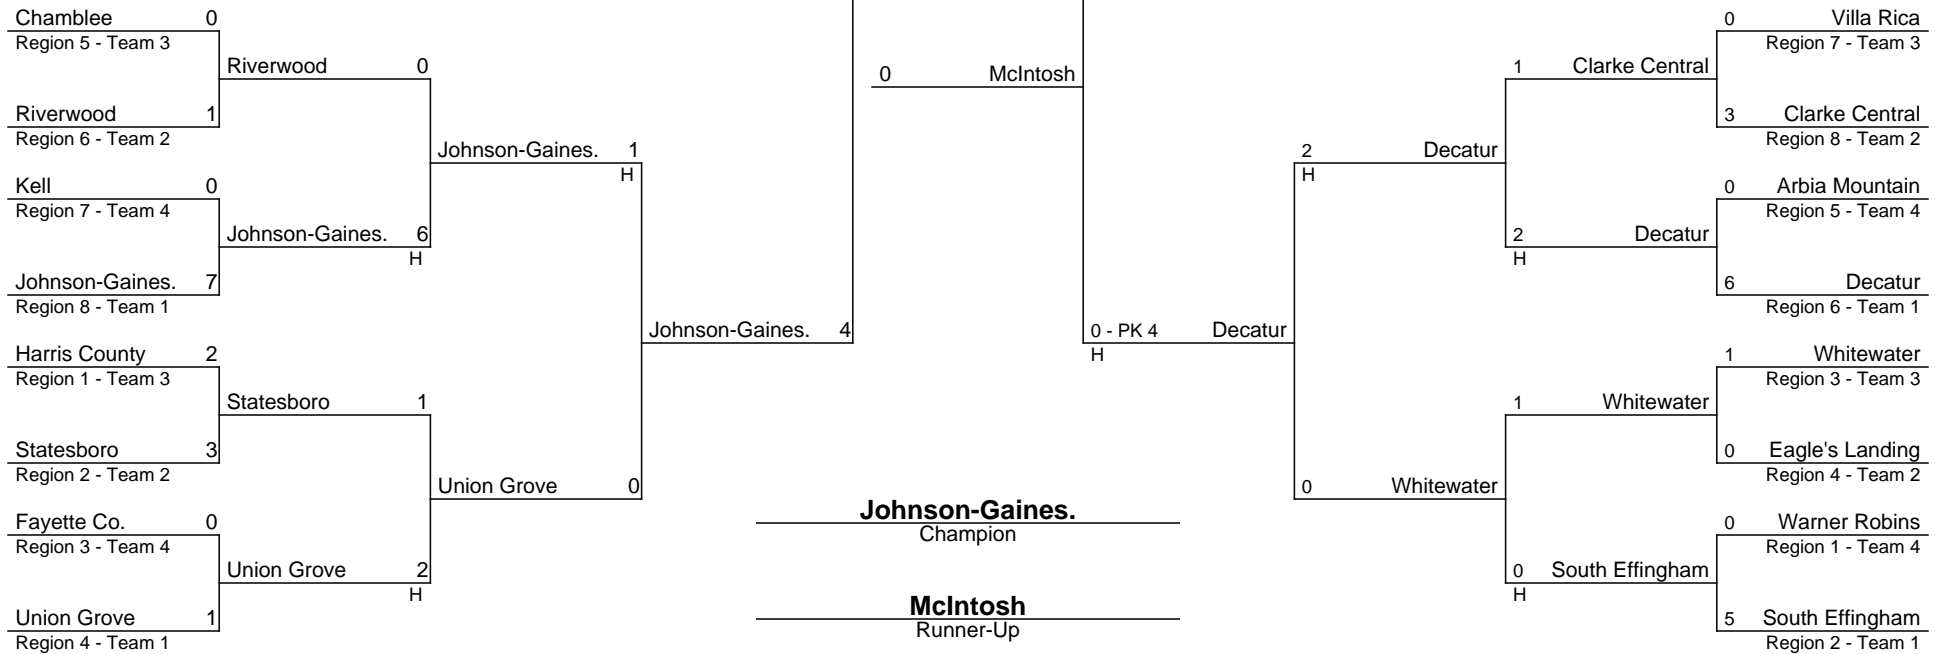 Chamblee 0
Region 5 - Team 3
Riverwood 0
Riverwood 1
Region 6 - Team 2
Johnson-Gaines. 1
H
Kell 0
Region 7 - Team 4
Johnson-Gaines. 6
H
Johnson-Gaines. 7
Region 8 - Team 1
Johnson-Gaines. 4
Harris County 2
Region 1 - Team 3
Statesboro 1
Statesboro 3
Region 2 - Team 2
Union Grove 0
Fayette Co. 0
Region 3 - Team 4
Union Grove 2
H
Union Grove 1
Region 4 - Team 1
0 McIntosh
Johnson-Gaines.
Champion
McIntosh
Runner-Up
0 - PK 4 Decatur
H
2 Decatur
H
0 Whitewater
1 Clarke Central
2 Decatur
H
1 Whitewater
0 South Effingham
H
0 Villa Rica
Region 7 - Team 3
3 Clarke Central
Region 8 - Team 2
0 Arbia Mountain
Region 5 - Team 4
6 Decatur
Region 6 - Team 1
1 Whitewater
Region 3 - Team 3
0 Eagle's Landing
Region 4 - Team 2
0 Warner Robins
Region 1 - Team 4
5 South Effingham
Region 2 - Team 1